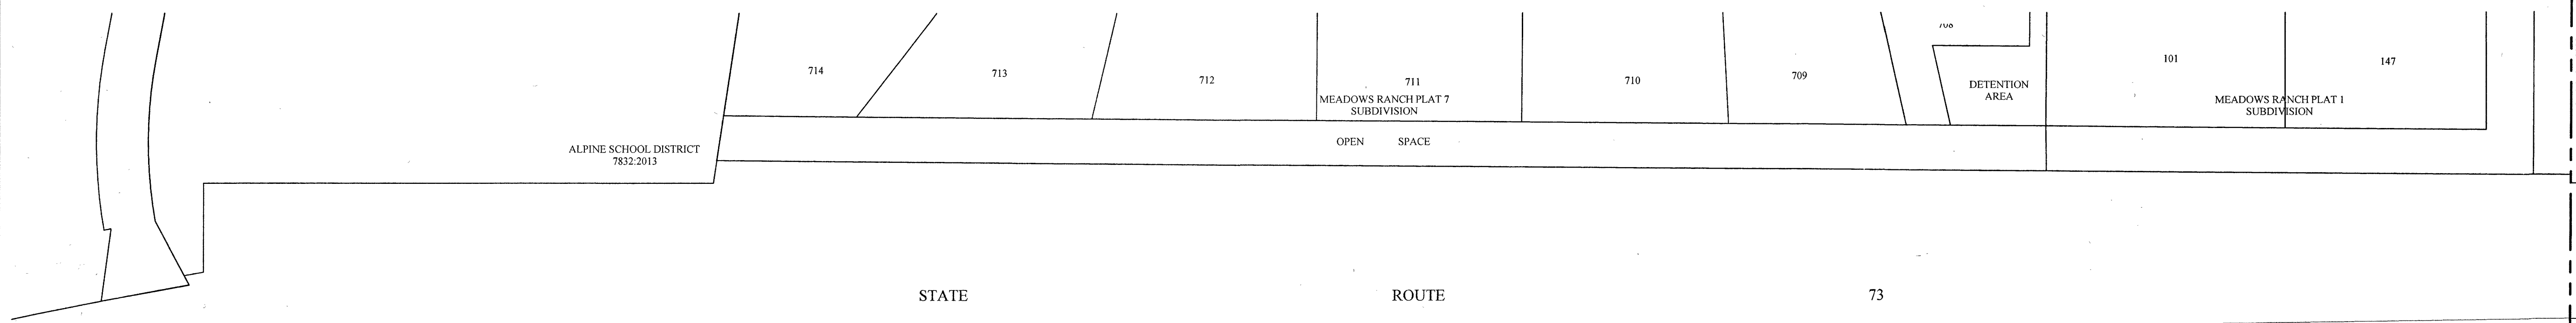 714
713
712
711
710
709
708
101
147
MEADOWS RANCH PLAT 7
SUBDIVISION
DETENTION
AREA
MEADOWS RANCH PLAT 1
SUBDIVISION
OPEN SPACE
ALPINE SCHOOL DISTRICT
7832:2013
STATE ROUTE 73